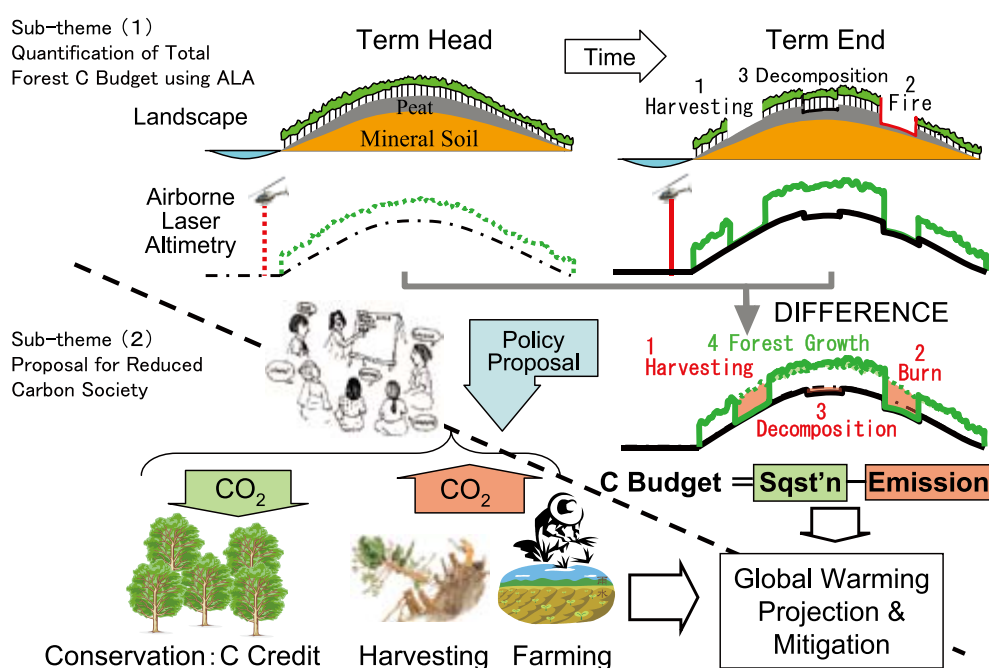 Sub-theme (1)
Quantification of Total
Forest C Budget using ALA
Term Head
Time
Term End
Landscape
Peat
Mineral Soil
1
Harvesting
3 Decomposition
2
Fire
Airborne
Laser
Altimetry
DIFFERENCE
Sub-theme (2)
Proposal for Reduced
Carbon Society
Policy
Proposal
1
Harvesting
4 Forest Growth
2
Burn
3
Decomposition
C Budget = Sqst'n − Emission
CO2
CO2
Global Warming
Projection &
Mitigation
Conservation: C Credit
Harvesting
Farming